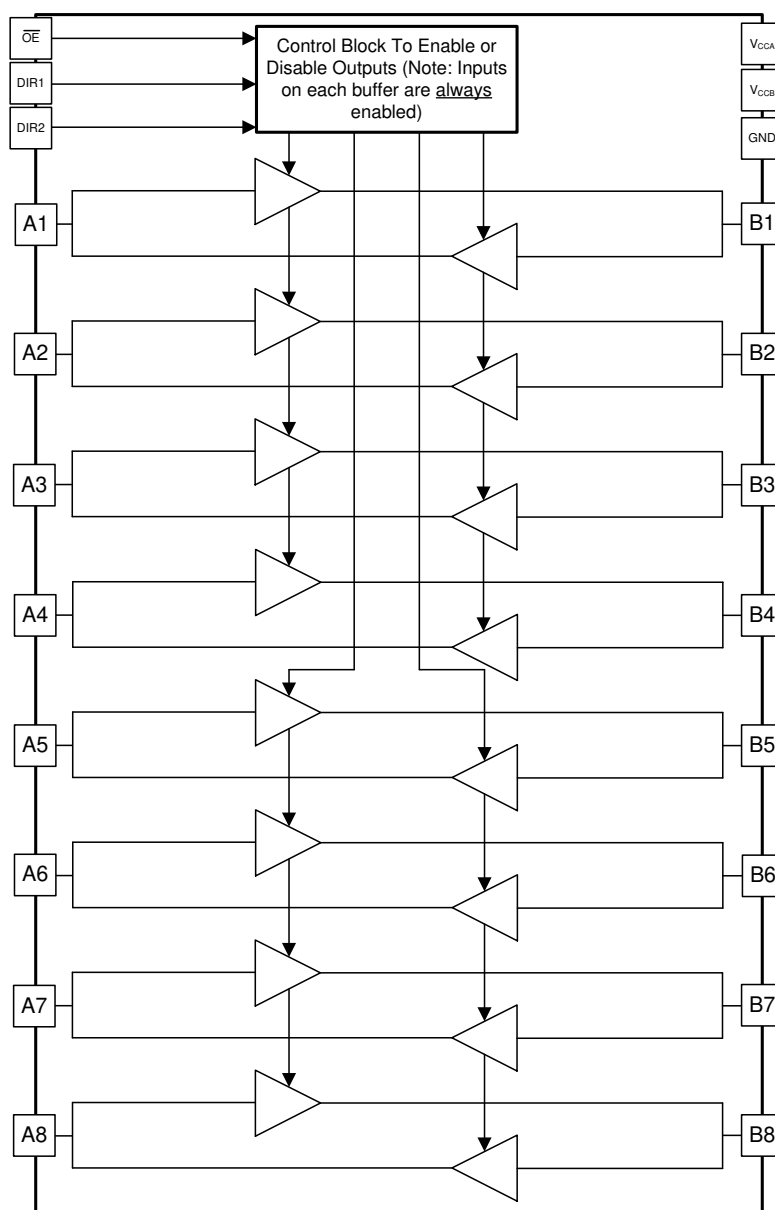 O̅E̅
DIR1
DIR2
Control Block To Enable or
Disable Outputs (Note: Inputs
on each buffer are always
enabled)
VCCA
VCCB
GND
A1
B1
A2
B2
A3
B3
A4
B4
A5
B5
A6
B6
A7
B7
A8
B8